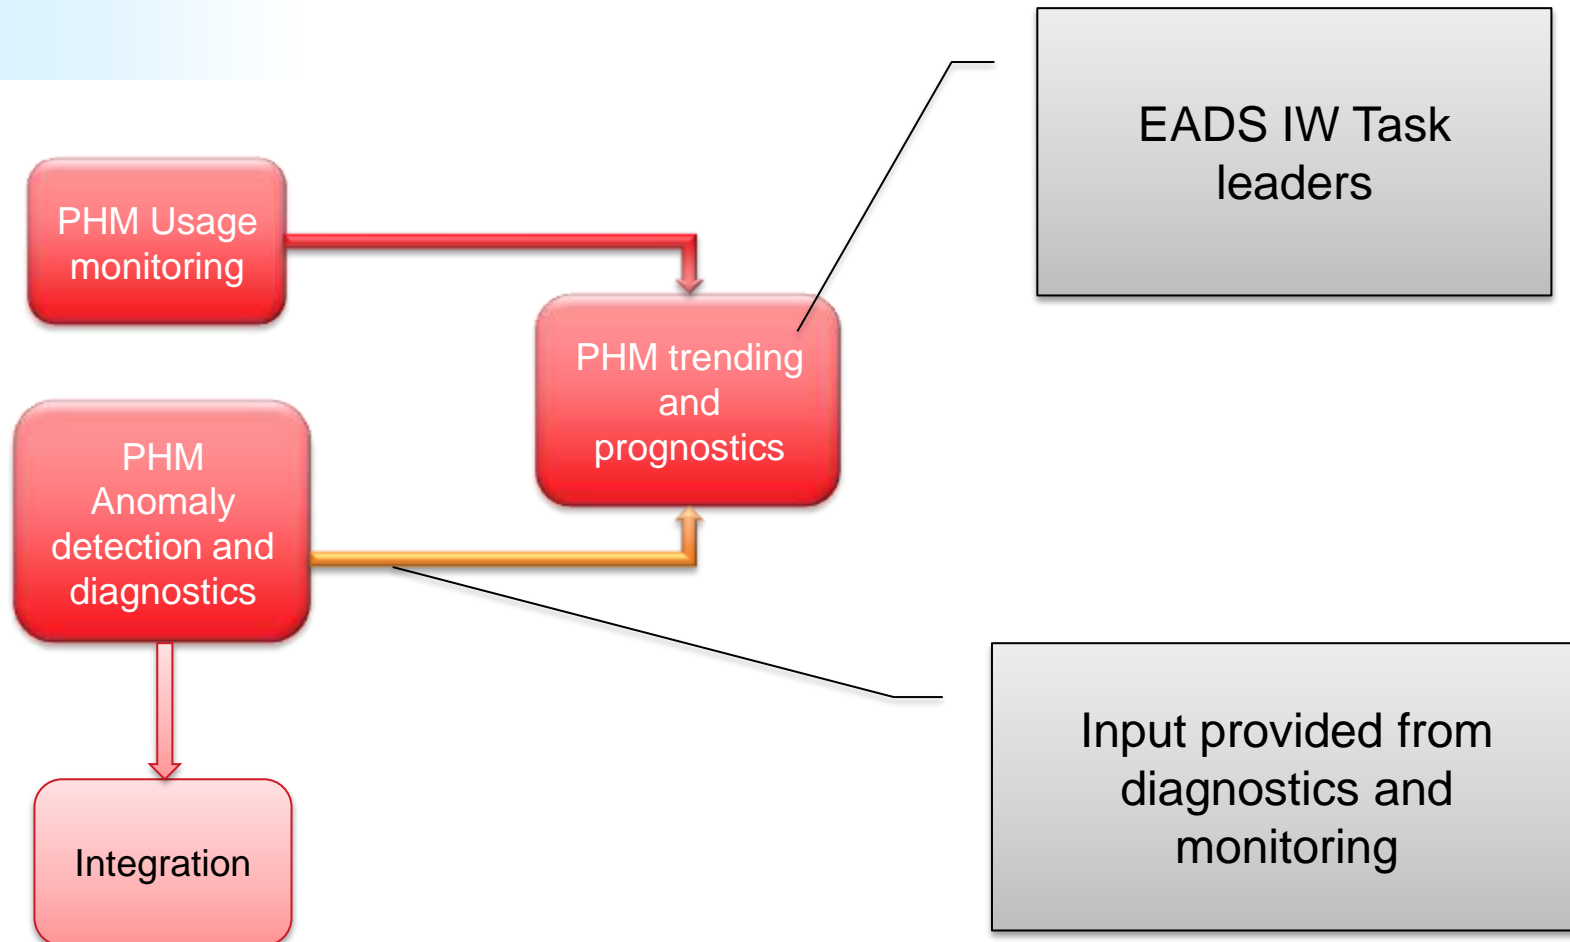 PHM Usage
monitoring
EADS IW Task
leaders
PHM trending
and
prognostics
PHM
Anomaly
detection and
diagnostics
Input provided from
diagnostics and
monitoring
Integration